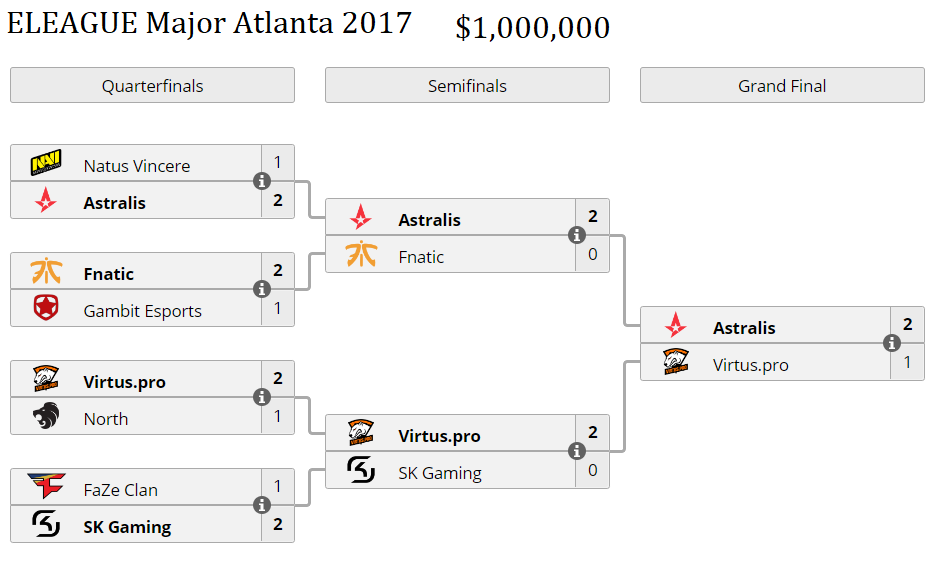 ELEAGUE Major Atlanta 2017 $1,000,000
Quarterfinals Semifinals Grand Final
NAVI Natus Vincere 1
Astralis 2
Fnatic 2
Gambit Esports 1
Virtus.pro 2
North 1
FaZe Clan 1
SK Gaming 2
Astralis 2
Fnatic 0
Virtus.pro 2
SK Gaming 0
Astralis 2
Virtus.pro 1